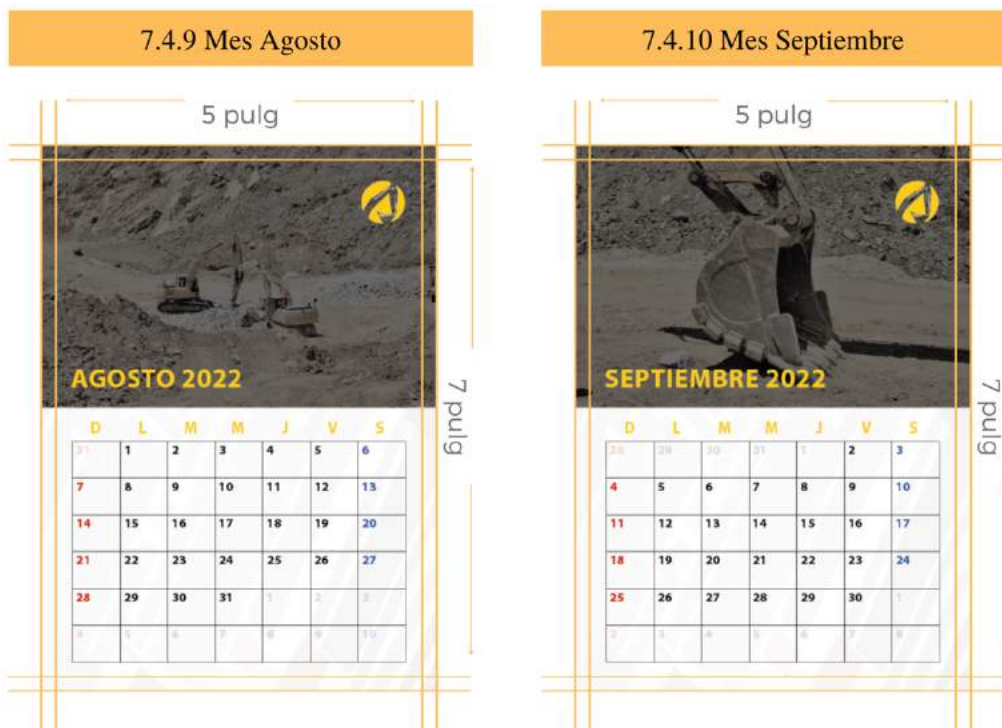 7.4.9 Mes Agosto
5 pulg
AGOSTO 2022
7 pulg
D L M M J V S
31 1 2 3 4 5 6
7 8 9 10 11 12 13
14 15 16 17 18 19 20
21 22 23 24 25 26 27
28 29 30 31 1 2 3
4 5 6 7 8 9 10
7.4.10 Mes Septiembre
5 pulg
SEPTIEMBRE 2022
7 pulg
D L M M J V S
28 29 30 31 1 2 3
4 5 6 7 8 9 10
11 12 13 14 15 16 17
18 19 20 21 22 23 24
25 26 27 28 29 30 1
2 3 4 5 6 7 8